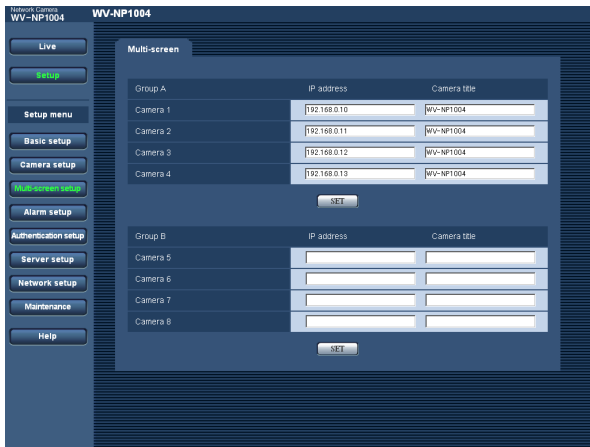 Network Camera
WV-NP1004
WV-NP1004
Live
Setup
Setup menu
Basic setup
Camera setup
Multi-screen setup
Alarm setup
Authentication setup
Server setup
Network setup
Maintenance
Help
Multi-screen
Group A IP address Camera title
Camera 1 192.168.0.10 WV-NP1004
Camera 2 192.168.0.11 WV-NP1004
Camera 3 192.168.0.12 WV-NP1004
Camera 4 192.168.0.13 WV-NP1004
SET
Group B IP address Camera title
Camera 5
Camera 6
Camera 7
Camera 8
SET